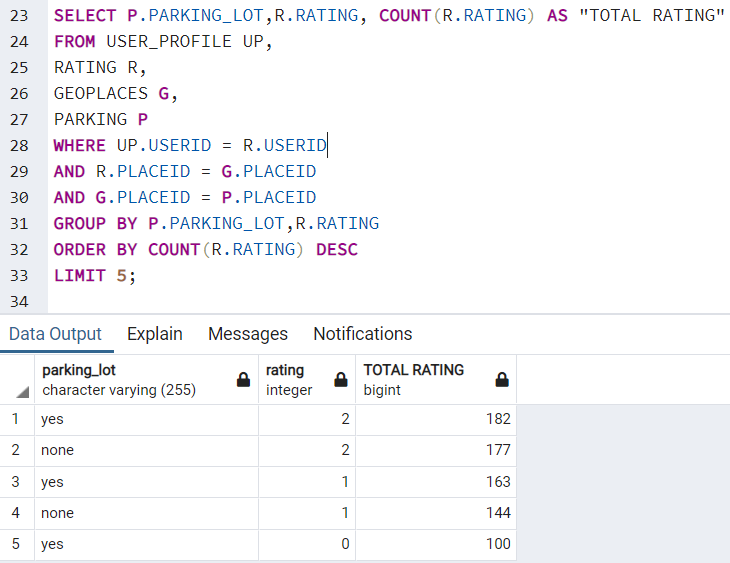 23 SELECT P.PARKING_LOT,R.RATING, COUNT(R.RATING) AS "TOTAL RATING"
24 FROM USER_PROFILE UP,
25 RATING R,
26 GEOPLACES G,
27 PARKING P
28 WHERE UP.USERID = R.USERID
29 AND R.PLACEID = G.PLACEID
30 AND G.PLACEID = P.PLACEID
31 GROUP BY P.PARKING_LOT,R.RATING
32 ORDER BY COUNT(R.RATING) DESC
33 LIMIT 5;
34
Data Output Explain Messages Notifications
parking_lot rating TOTAL RATING
character varying (255) integer bigint
1 yes 2 182
2 none 2 177
3 yes 1 163
4 none 1 144
5 yes 0 100